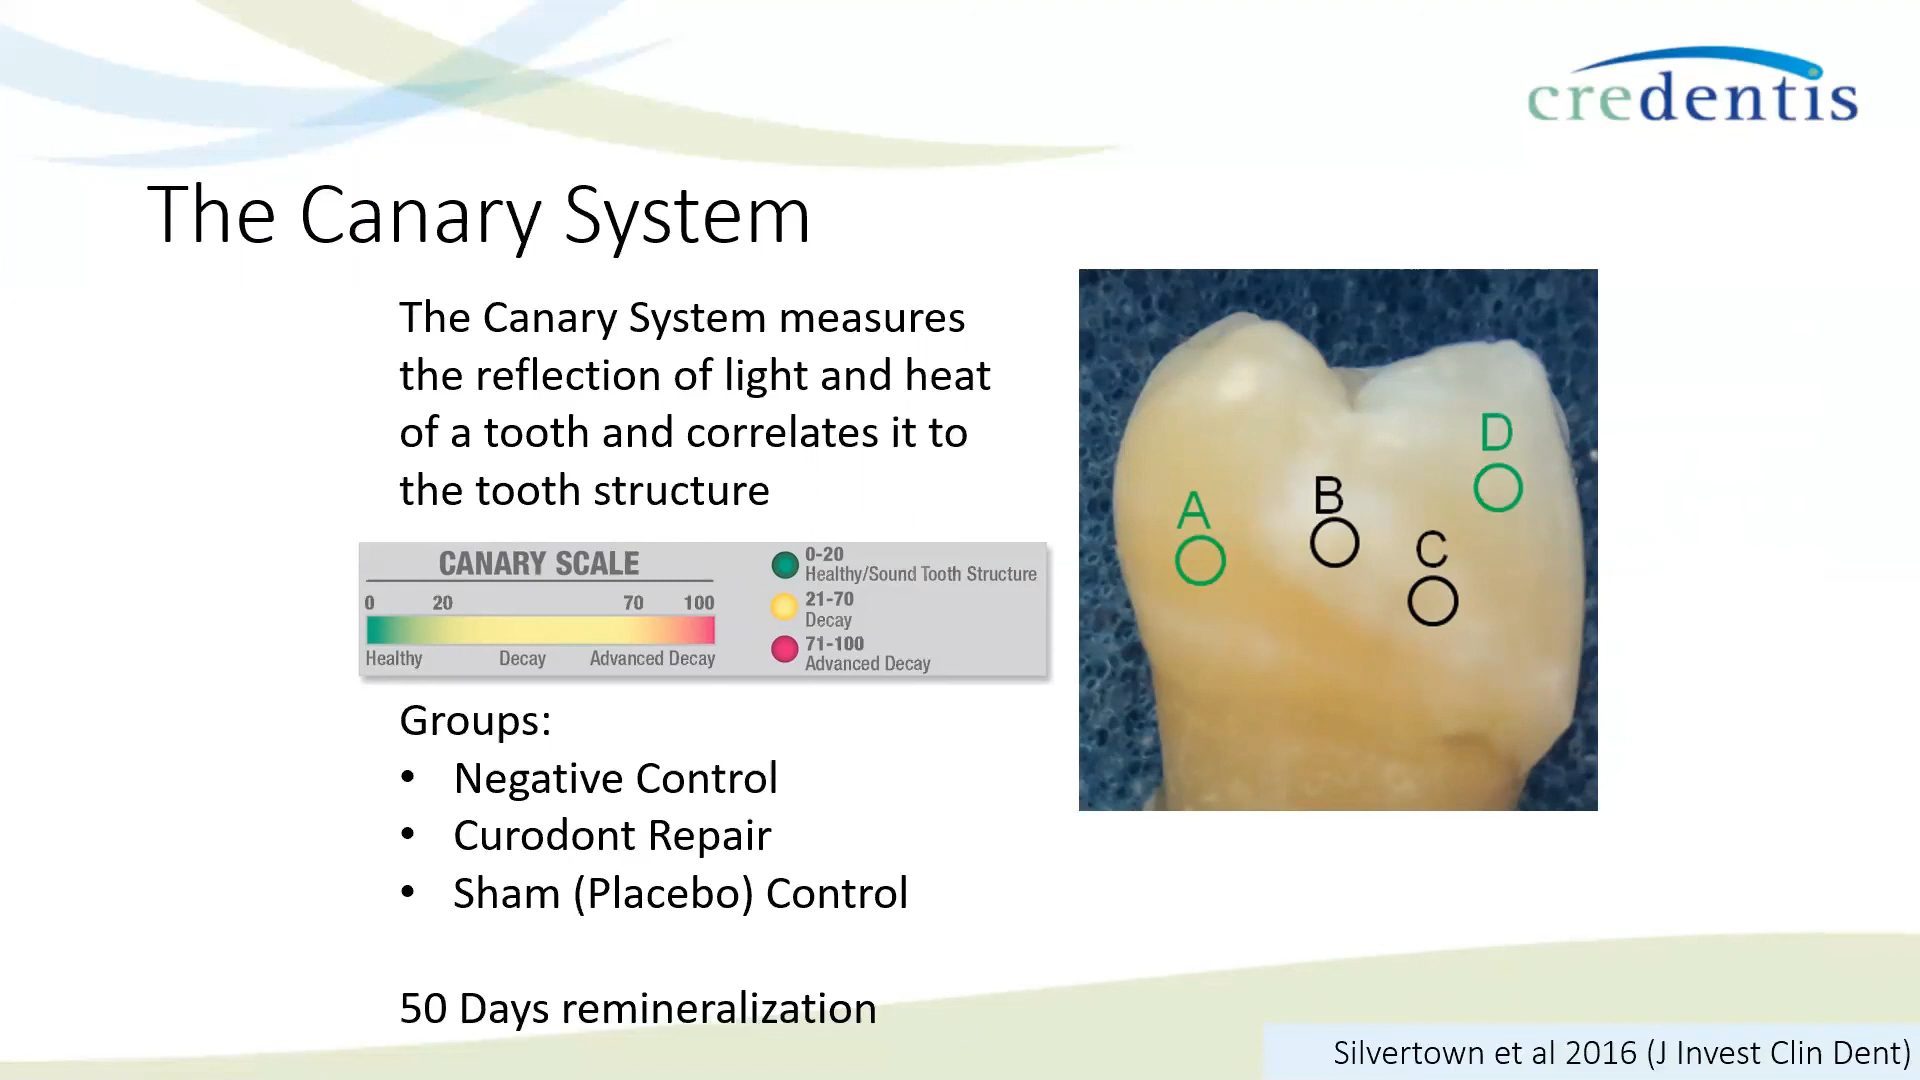 credentis
The Canary System
The Canary System measures
the reflection of light and heat
of a tooth and correlates it to
the tooth structure
CANARY SCALE
0 20 70 100
Healthy Decay Advanced Decay
0-20
Healthy/Sound Tooth Structure
21-70
Decay
71-100
Advanced Decay
A
B
C
D
Groups:
• Negative Control
• Curodont Repair
• Sham (Placebo) Control
50 Days remineralization
Silvertown et al 2016 (J Invest Clin Dent)